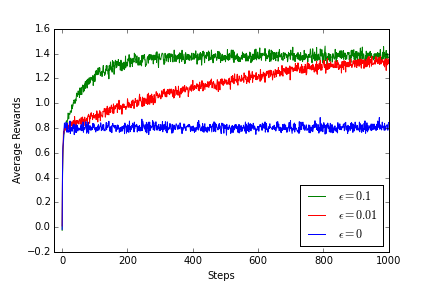 1.6
1.4
1.2
1.0
0.8
0.6
0.4
0.2
0.0
−0.2
Average Rewards
0 200 400 600 800 1000
Steps
ϵ = 0.1
ϵ = 0.01
ϵ = 0